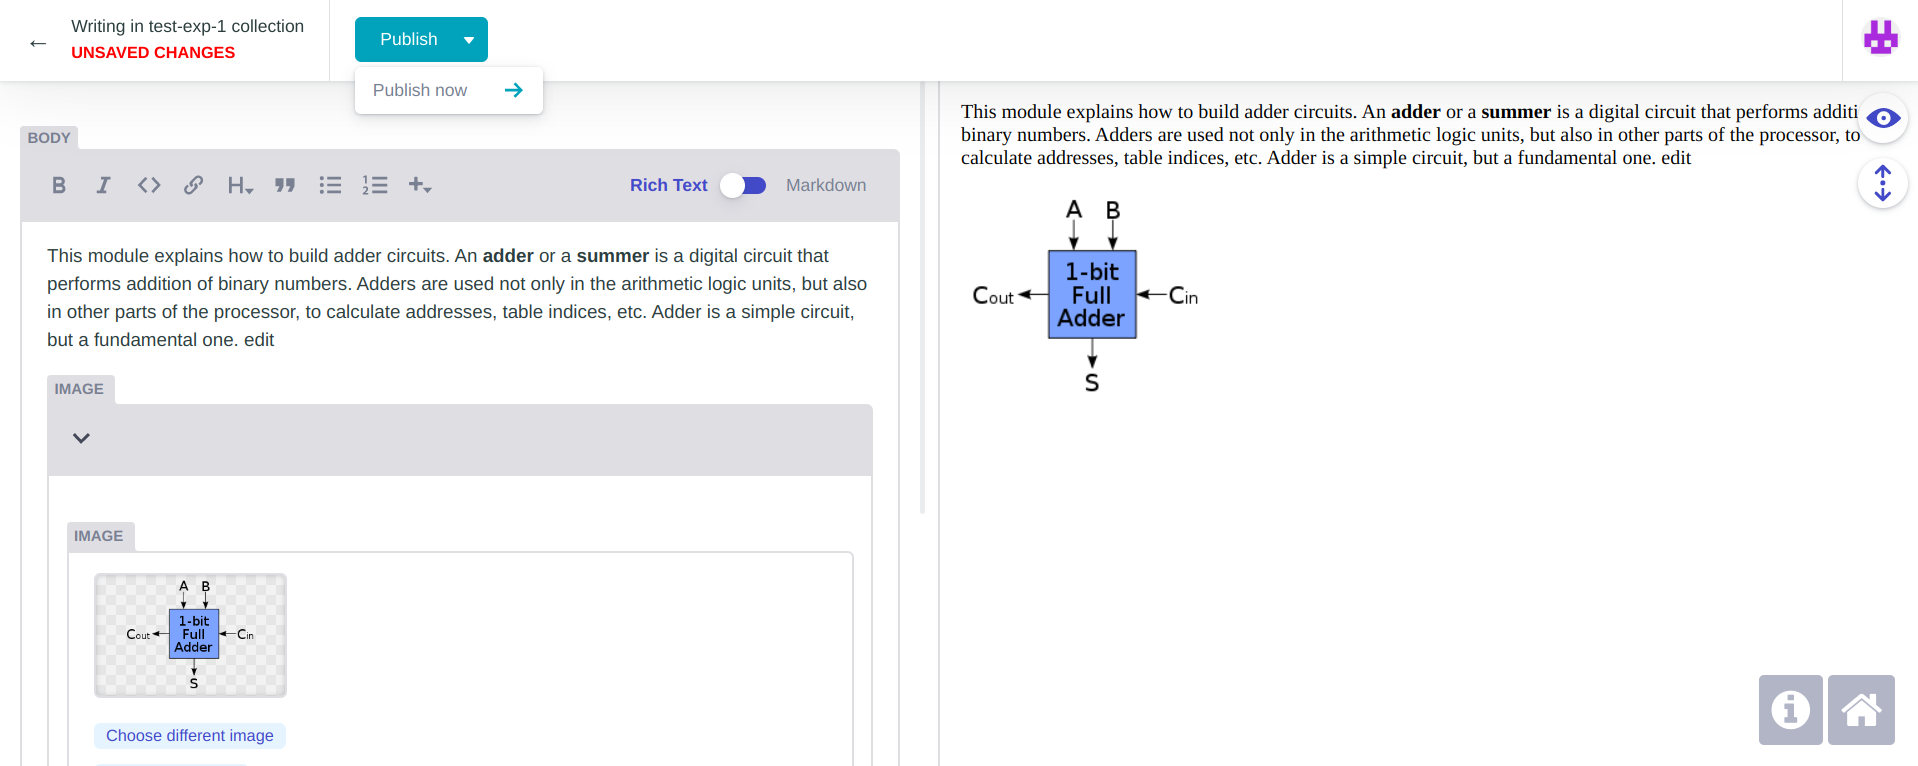 Writing in test-exp-1 collection
UNSAVED CHANGES
Publish
Publish now
BODY
B I <> H ” +
Rich Text
Markdown
This module explains how to build adder circuits. An adder or a summer is a digital circuit that
performs addition of binary numbers. Adders are used not only in the arithmetic logic units, but also
in other parts of the processor, to calculate addresses, table indices, etc. Adder is a simple circuit,
but a fundamental one. edit
IMAGE
IMAGE
A B
1-bit
Cout Full Cin
Adder
S
Choose different image
This module explains how to build adder circuits. An adder or a summer is a digital circuit that performs additi
binary numbers. Adders are used not only in the arithmetic logic units, but also in other parts of the processor, to
calculate addresses, table indices, etc. Adder is a simple circuit, but a fundamental one. edit
A B
1-bit
Cout Full Cin
Adder
S